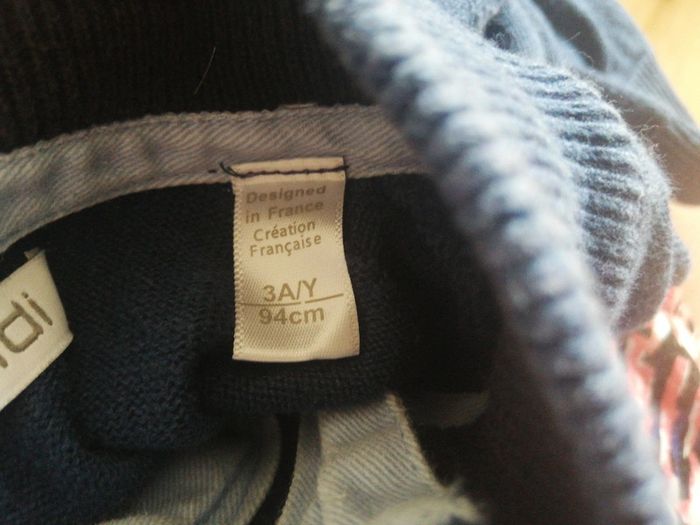 Designed
in France
Création
Française
3A/Y
94cm